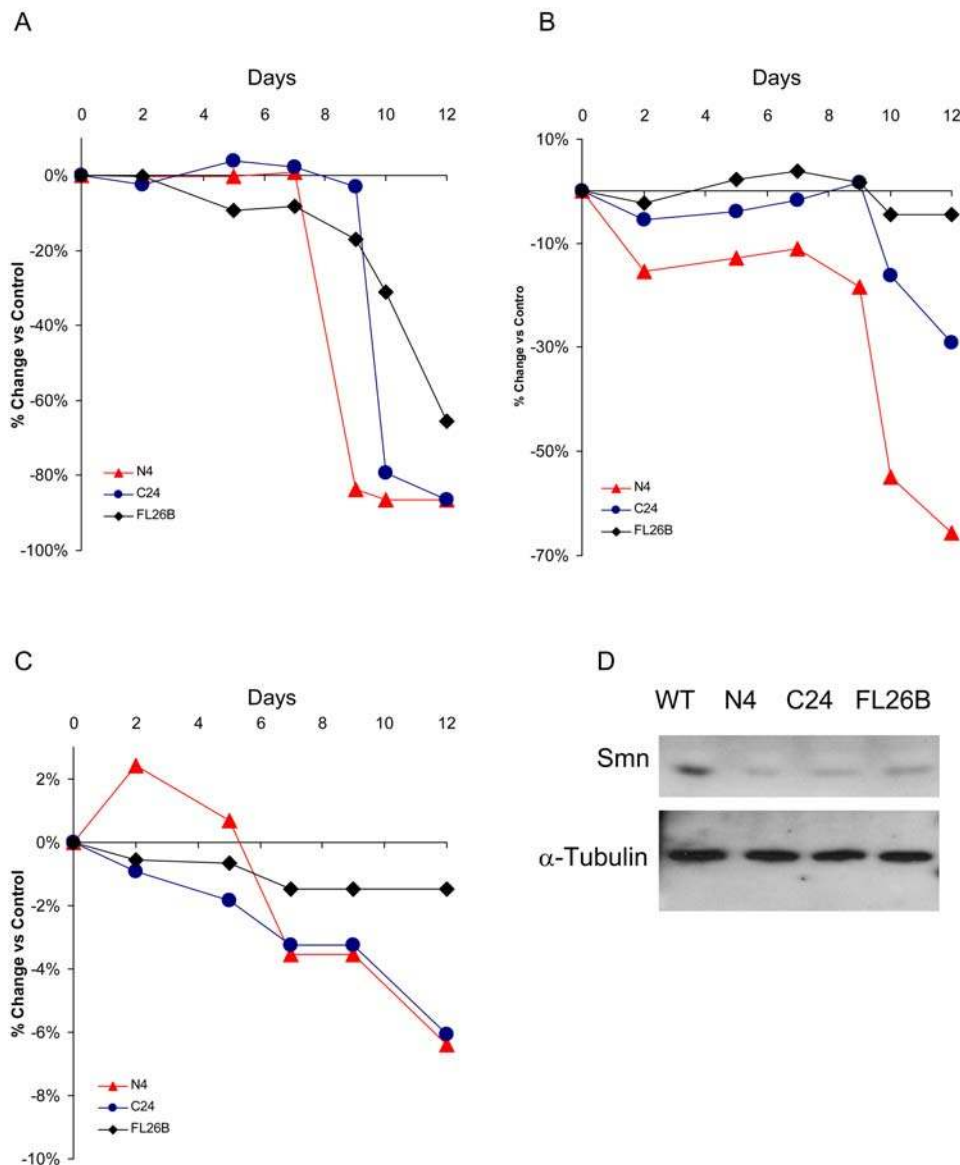 A
Days
0 2 4 6 8 10 12
0%
-20%
-40%
-60%
-80%
-100%
% Change vs Control
N4
C24
FL26B
B
Days
0 2 4 6 8 10 12
10%
-10%
-30%
-50%
-70%
% Change vs Contro
N4
C24
FL26B
C
Days
0 2 4 6 8 10 12
2%
0%
-2%
-4%
-6%
-8%
-10%
% Change vs Control
N4
C24
FL26B
D
WT N4 C24 FL26B
Smn
α-Tubulin